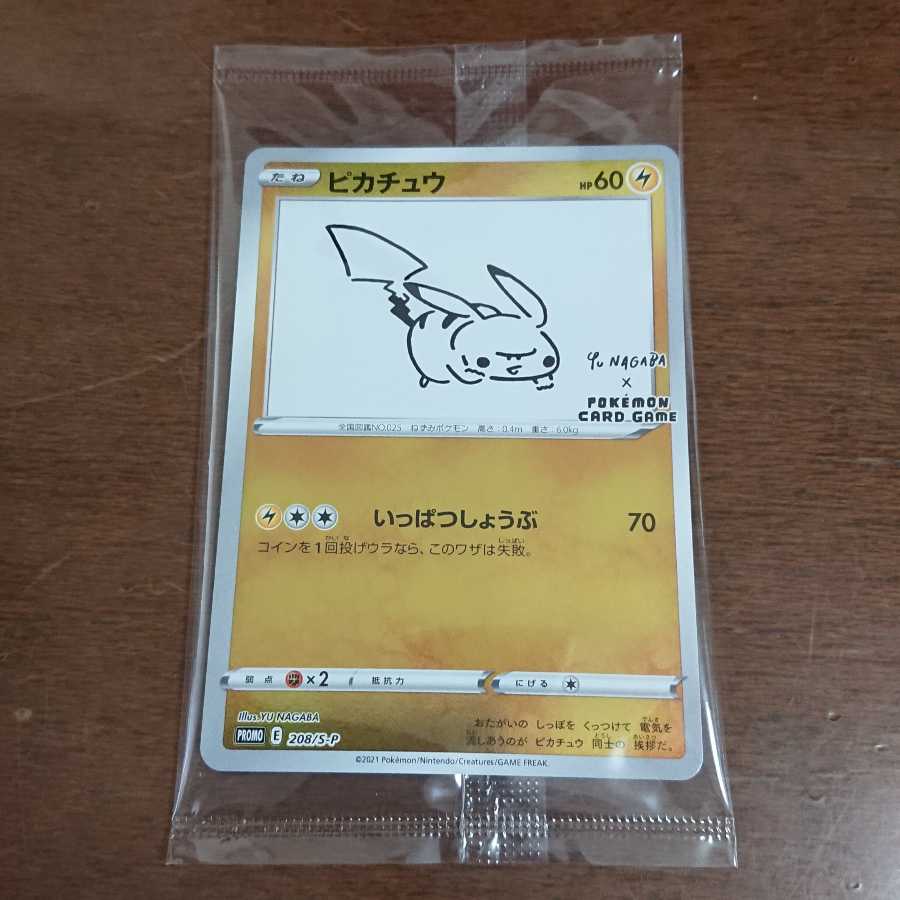 たね ピカチュウ HP60
Yu NAGABA
×
POKÉMON
CARD GAME
全国図鑑NO.025 ねずみポケモン 高さ:0.4m 重さ:6.0kg
いっぱつしょうぶ 70
コインを1回投げウラなら、このワザは失敗。
弱点 ×2 抵抗力 にげる
Illus.YU NAGABA
PROMO E 208/S-P
おたがいの しっぽを くっつけて 電気を
流しあうのが ピカチュウ 同士の 挨拶だ。
©2021 Pokémon/Nintendo/Creatures/GAME FREAK.